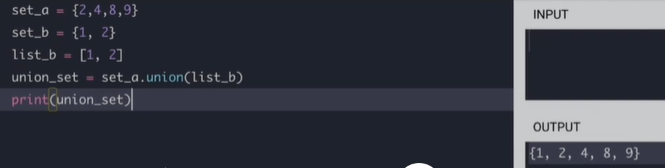 set_a = {2,4,8,9}
set_b = {1, 2}
list_b = [1, 2]
union_set = set_a.union(list_b)
print(union_set)
INPUT
OUTPUT
{1, 2, 4, 8, 9}